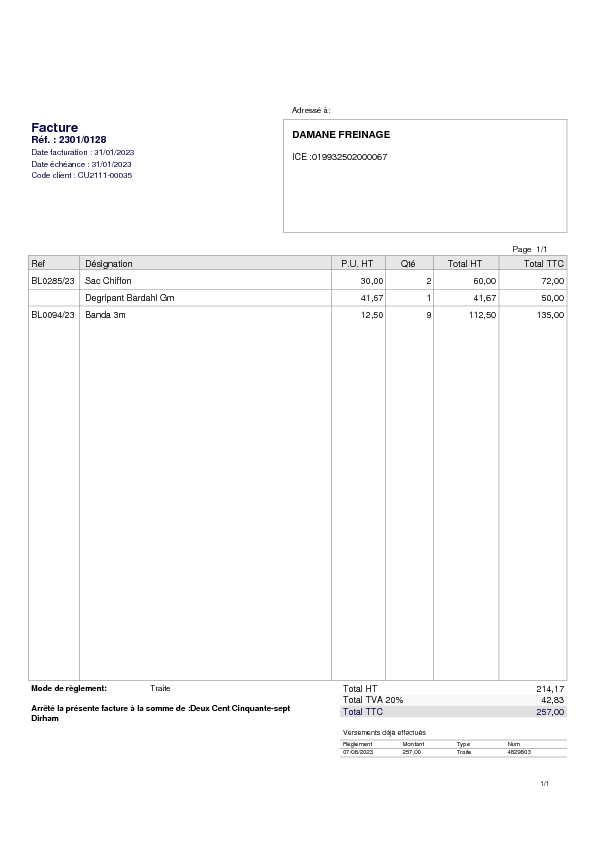 Adressé à:
Facture
Réf. : 2301/0128
Date facturation : 31/01/2023
Date échéance : 31/01/2023
Code client : CU2111-00035
DAMANE FREINAGE
ICE :019932502000067
Page 1/1
Ref Désignation P.U. HT Qté Total HT Total TTC
BL0285/23 Sac Chiffon 30,00 2 60,00 72,00
Degripant Bardahl Gm 41,67 1 41,67 50,00
BL0094/23 Banda 3m 12,50 9 112,50 135,00
Mode de règlement: Traite
Arrêté la présente facture à la somme de :Deux Cent Cinquante-sept
Dirham
Total HT 214,17
Total TVA 20% 42,83
Total TTC 257,00
Versements déjà effectués
Règlement Montant Type Num
07/08/2023 257,00 Traite 4829803
1/1